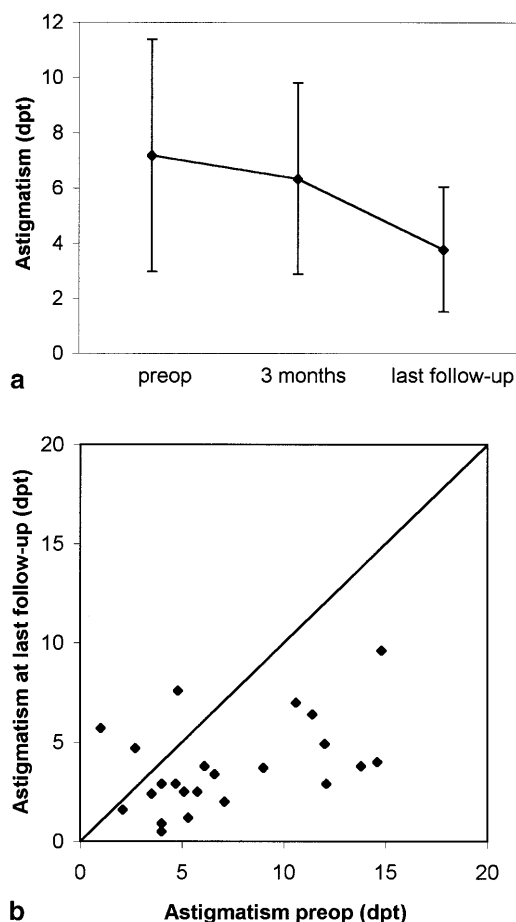 12
10
8
6
4
2
0
Astigmatism (dpt)
preop 3 months last follow-up
a
20
15
10
5
0
Astigmatism at last follow-up (dpt)
0 5 10 15 20
Astigmatism preop (dpt)
b